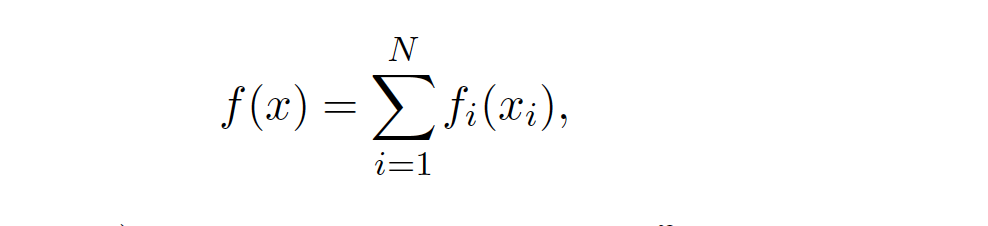 f(x) = \sum_{i=1}^{N} f_i(x_i),